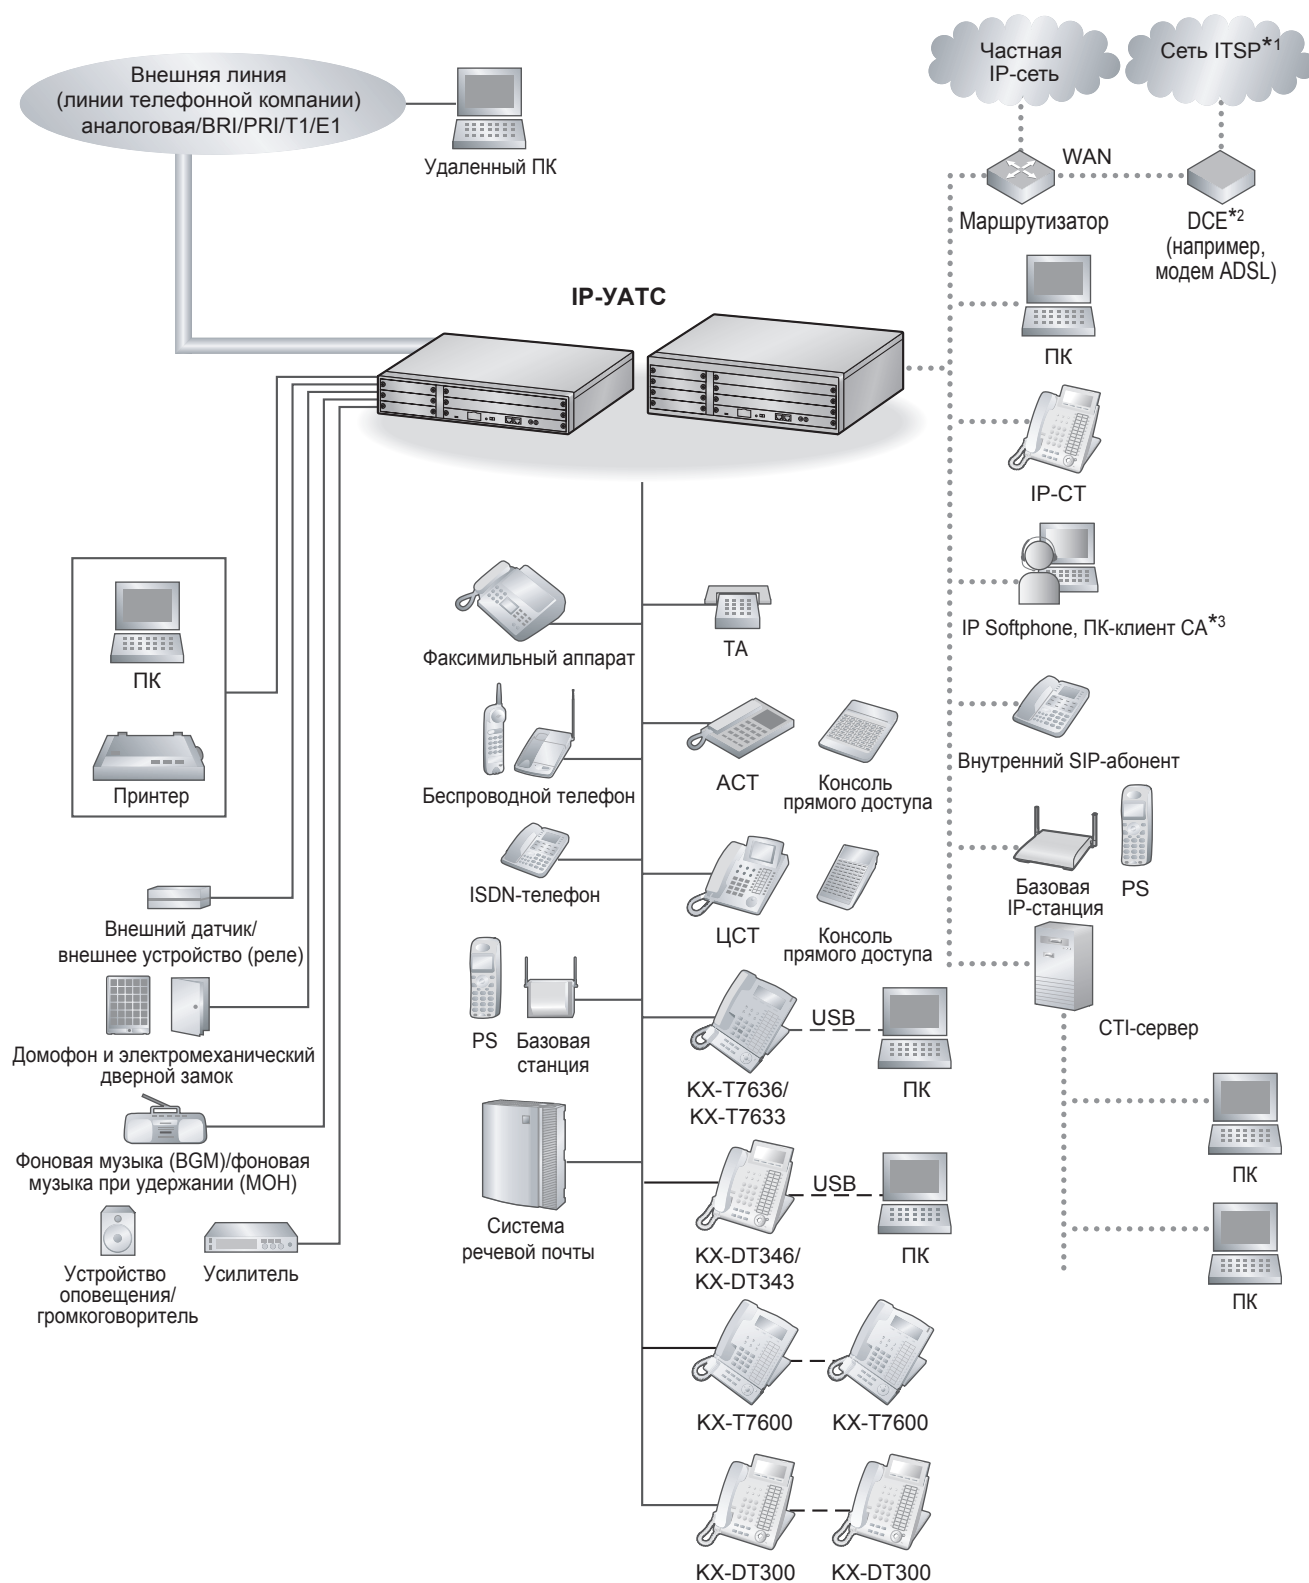 Внешняя линия
(линии телефонной компании)
аналоговая/BRI/PRI/T1/E1
Удаленный ПК
Частная
IP-сеть
Сеть ITSP*1
WAN
Маршрутизатор
DCE*2
(например,
модем ADSL)
IP-УАТС
ПК
IP-СТ
IP Softphone, ПК-клиент CA*3
Внутренний SIP-абонент
Базовая
IP-станция
PS
CTI-сервер
ПК
ПК
ПК
Принтер
Внешний датчик/
внешнее устройство (реле)
Домофон и электромеханический
дверной замок
Фоновая музыка (BGM)/фоновая
музыка при удержании (MOH)
Устройство
оповещения/
громкоговоритель
Усилитель
Факсимильный аппарат
ТА
Беспроводной телефон
АСТ
Консоль
прямого доступа
ISDN-телефон
ЦСТ
Консоль
прямого доступа
PS
Базовая
станция
USB
KX-T7636/
KX-T7633
ПК
Система
речевой почты
USB
KX-DT346/
KX-DT343
ПК
KX-T7600
KX-T7600
KX-DT300
KX-DT300